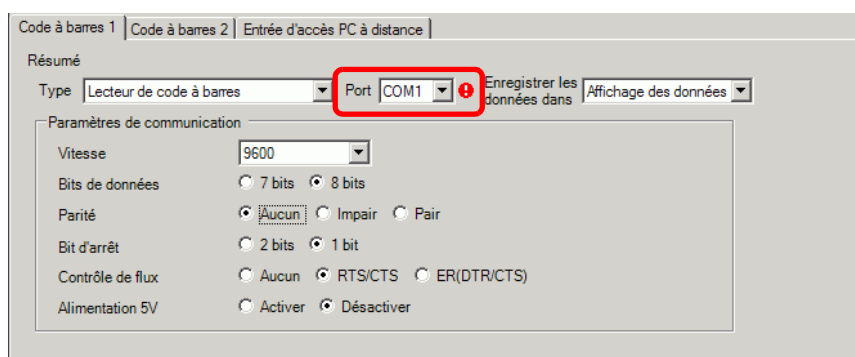 Code à barres 1 Code à barres 2 Entrée d'accès PC à distance
Résumé
Type Lecteur de code à barres Port COM1 Enregistrer les données dans Affichage des données
Paramètres de communication
Vitesse 9600
Bits de données 7 bits 8 bits
Parité Aucun Impair Pair
Bit d'arrêt 2 bits 1 bit
Contrôle de flux Aucun RTS/CTS ER(DTR/CTS)
Alimentation 5V Activer Désactiver